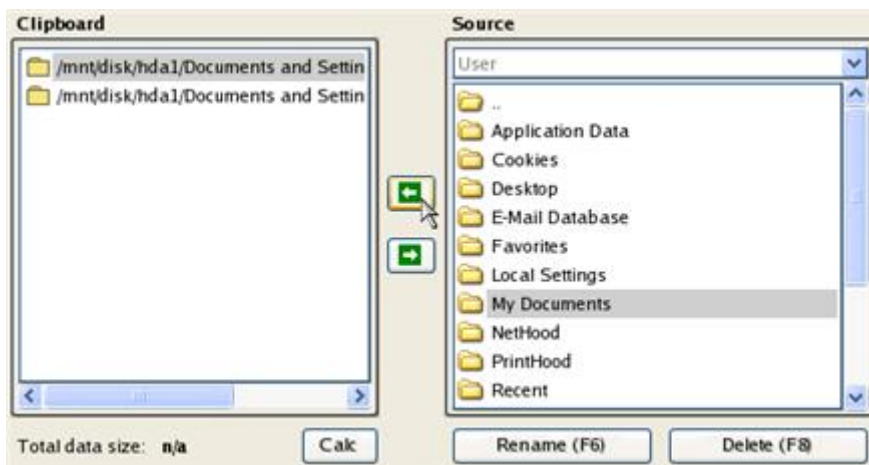 Clipboard
/mnt/disk/hda1/Documents and Settin
/mnt/disk/hda1/Documents and Settin
Total data size: n/a
Calc
Source
User
..
Application Data
Cookies
Desktop
E-Mail Database
Favorites
Local Settings
My Documents
NetHood
PrintHood
Recent
Rename (F6)
Delete (F8)